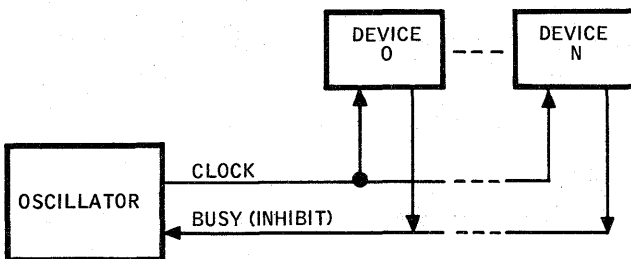 DEVICE
0
DEVICE
N
CLOCK
OSCILLATOR
BUSY (INHIBIT)